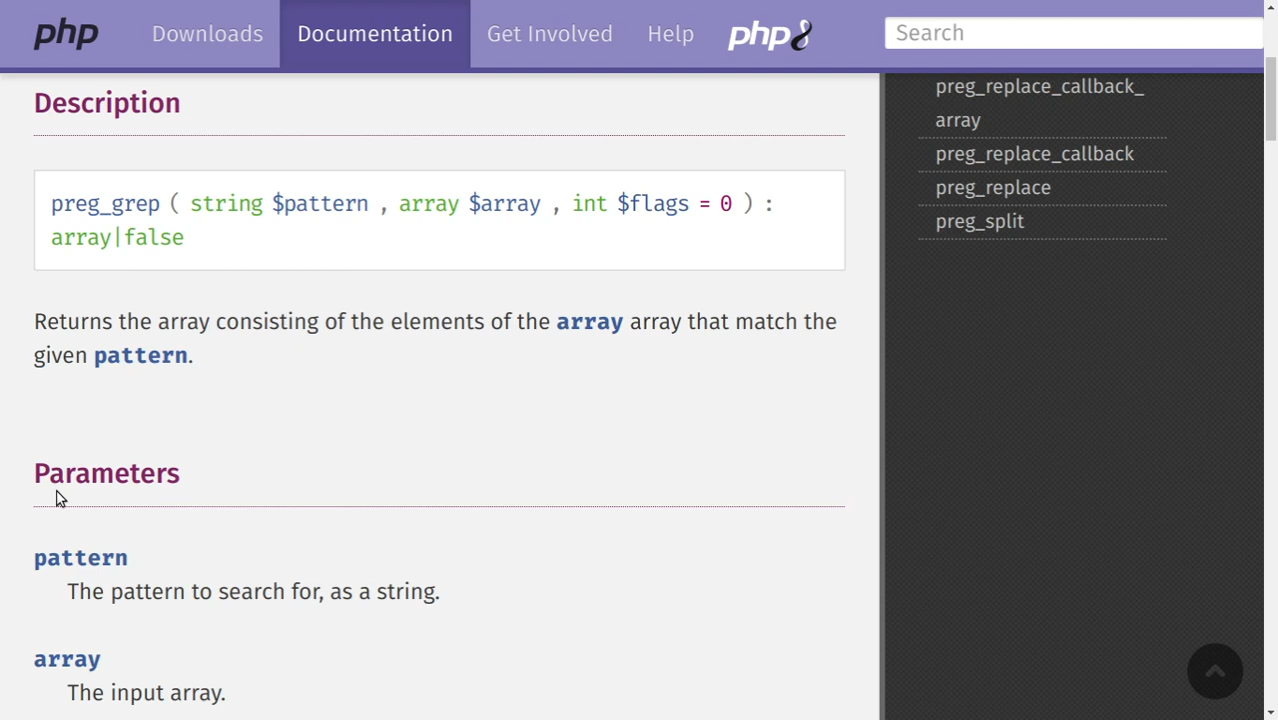 php Downloads Documentation Get Involved Help php8 Search
Description
preg_grep ( string $pattern , array $array , int $flags = 0 ) :
array|false
Returns the array consisting of the elements of the array array that match the
given pattern.
Parameters
pattern
The pattern to search for, as a string.
array
The input array.
preg_replace_callback_
array
preg_replace_callback
preg_replace
preg_split